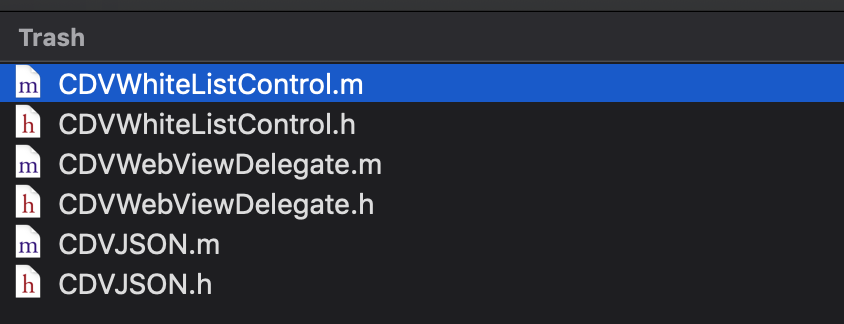 Trash
m CDVWhiteListControl.m
h CDVWhiteListControl.h
m CDVWebViewDelegate.m
h CDVWebViewDelegate.h
m CDVJSON.m
h CDVJSON.h